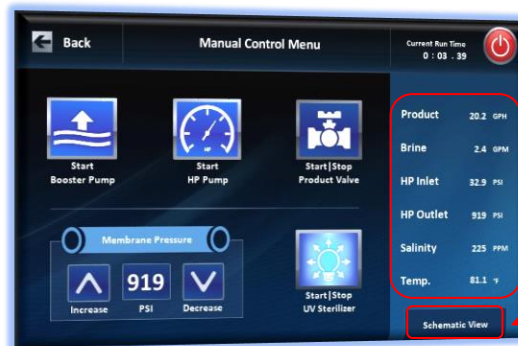 Back
Manual Control Menu
Current Run Time
0 : 03 . 39
Start
Booster Pump
Start
HP Pump
Start|Stop
Product Valve
Membrane Pressure
Increase
919
PSI
Decrease
Start|Stop
UV Sterilizer
Product 20.2 GPH
Brine 2.4 GPM
HP Inlet 32.9 PSI
HP Outlet 919 PSI
Salinity 225 PPM
Temp. 81.1 °F
Schematic View